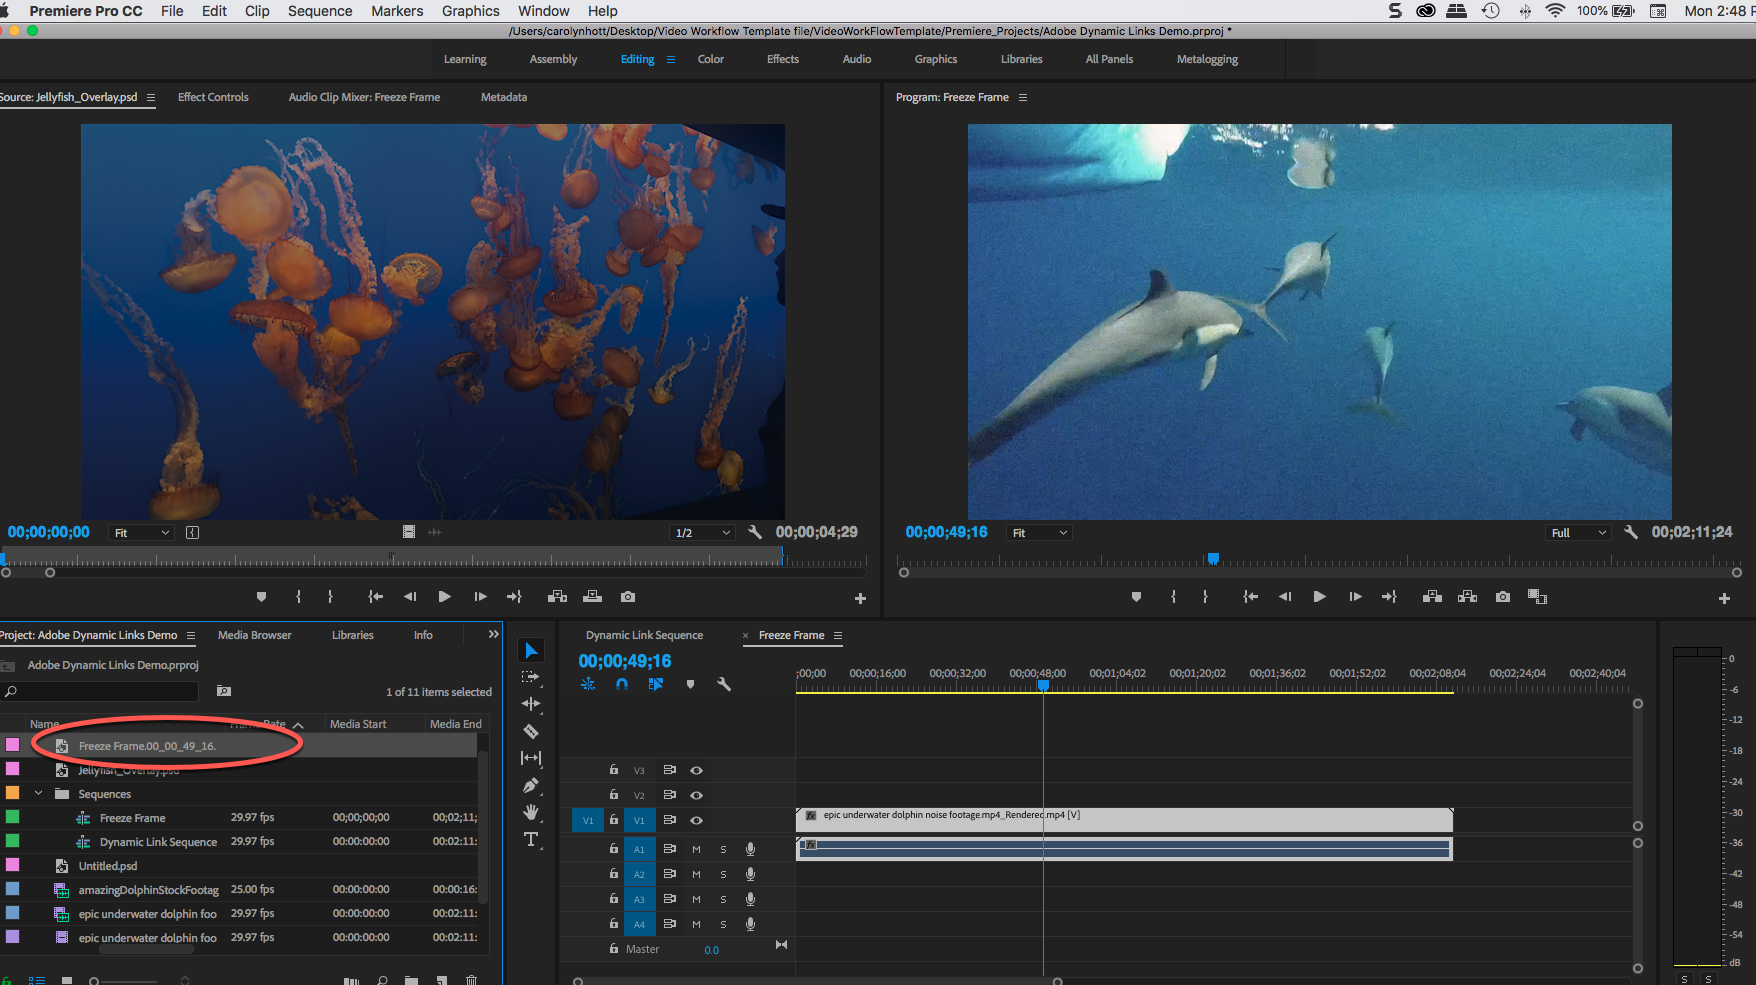 Premiere Pro CC File Edit Clip Sequence Markers Graphics Window Help 100% Mon 2:48 P
/Users/carolynhott/Desktop/Video Workflow Template file/VideoWorkFlowTemplate/Premiere_Projects/Adobe Dynamic Links Demo.prproj *
Learning Assembly Editing Color Effects Audio Graphics Libraries All Panels Metalogging
Source: Jellyfish_Overlay.psd Effect Controls Audio Clip Mixer: Freeze Frame Metadata
Program: Freeze Frame
00;00;00;00 Fit 1/2 00;00;04;29
00;00;49;16 Fit Full 00;02;11;24
Project: Adobe Dynamic Links Demo Media Browser Libraries Info
Adobe Dynamic Links Demo.prproj
1 of 11 items selected
Name Frame Rate Media Start Media End
Freeze Frame.00_00_49_16.
Jellyfish_Overlay.psd
Sequences
Freeze Frame 29.97 fps 00;00;00;00 00;02;11;
Dynamic Link Sequence 29.97 fps 00:00:00:00 00:02:11:
Untitled.psd
amazingDolphinStockFootag 25.00 fps 00:00:00:00 00:00:16:
epic underwater dolphin foo 29.97 fps 00:00:00:00 00:02:11:
epic underwater dolphin foo 29.97 fps 00:00:00:00 00:02:11:
Dynamic Link Sequence × Freeze Frame
00;00;49;16
;00;00 00;00;16;00 00;00;32;00 00;00;48;00 00;01;04;02 00;01;20;02 00;01;36;02 00;01;52;02 00;02;08;04 00;02;24;04 00;02;40;04
V3
V2
V1 V1 fx epic underwater dolphin noise footage.mp4_Rendered.mp4 [V]
A1 M S fx
A2 M S
A3 M S
A4 M S
Master 0.0
0
-6
-12
-18
-24
-30
-36
-42
-48
-54
dB
S S